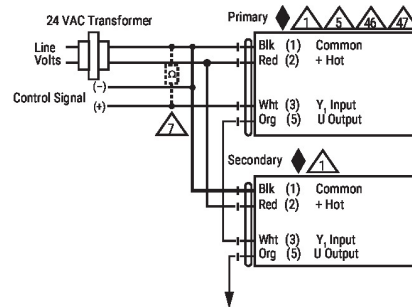 24 VAC Transformer
Primary 1 5 46 47
Line
Volts
Blk (1) Common
Red (2) + Hot
(–)
Control Signal
(+)
Ω
Wht (3) Y, Input
Org (5) U Output
7
Secondary 1
Blk (1) Common
Red (2) + Hot
Wht (3) Y, Input
Org (5) U Output